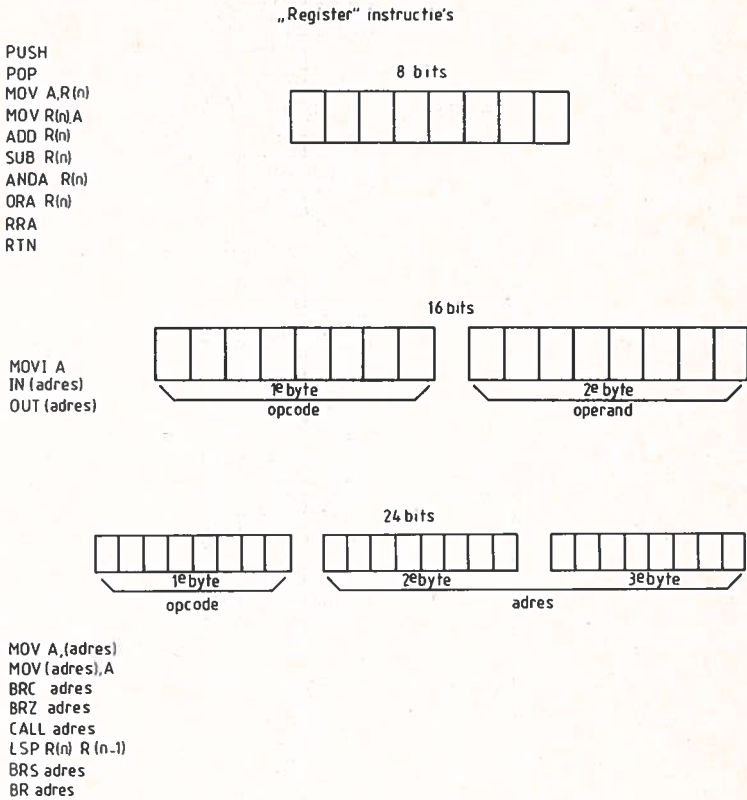 „Register" instructie's
PUSH
POP
MOV A,R(n)
MOV R(n),A
ADD R(n)
SUB R(n)
ANDA R(n)
ORA R(n)
RRA
RTN
8 bits
16 bits
MOVI A
IN (adres)
OUT (adres)
1e byte
opcode
2e byte
operand
24 bits
1e byte
opcode
2e byte
3e byte
adres
MOV A,(adres)
MOV (adres),A
BRC adres
BRZ adres
CALL adres
LSP R(n) R(n-1)
BRS adres
BR adres